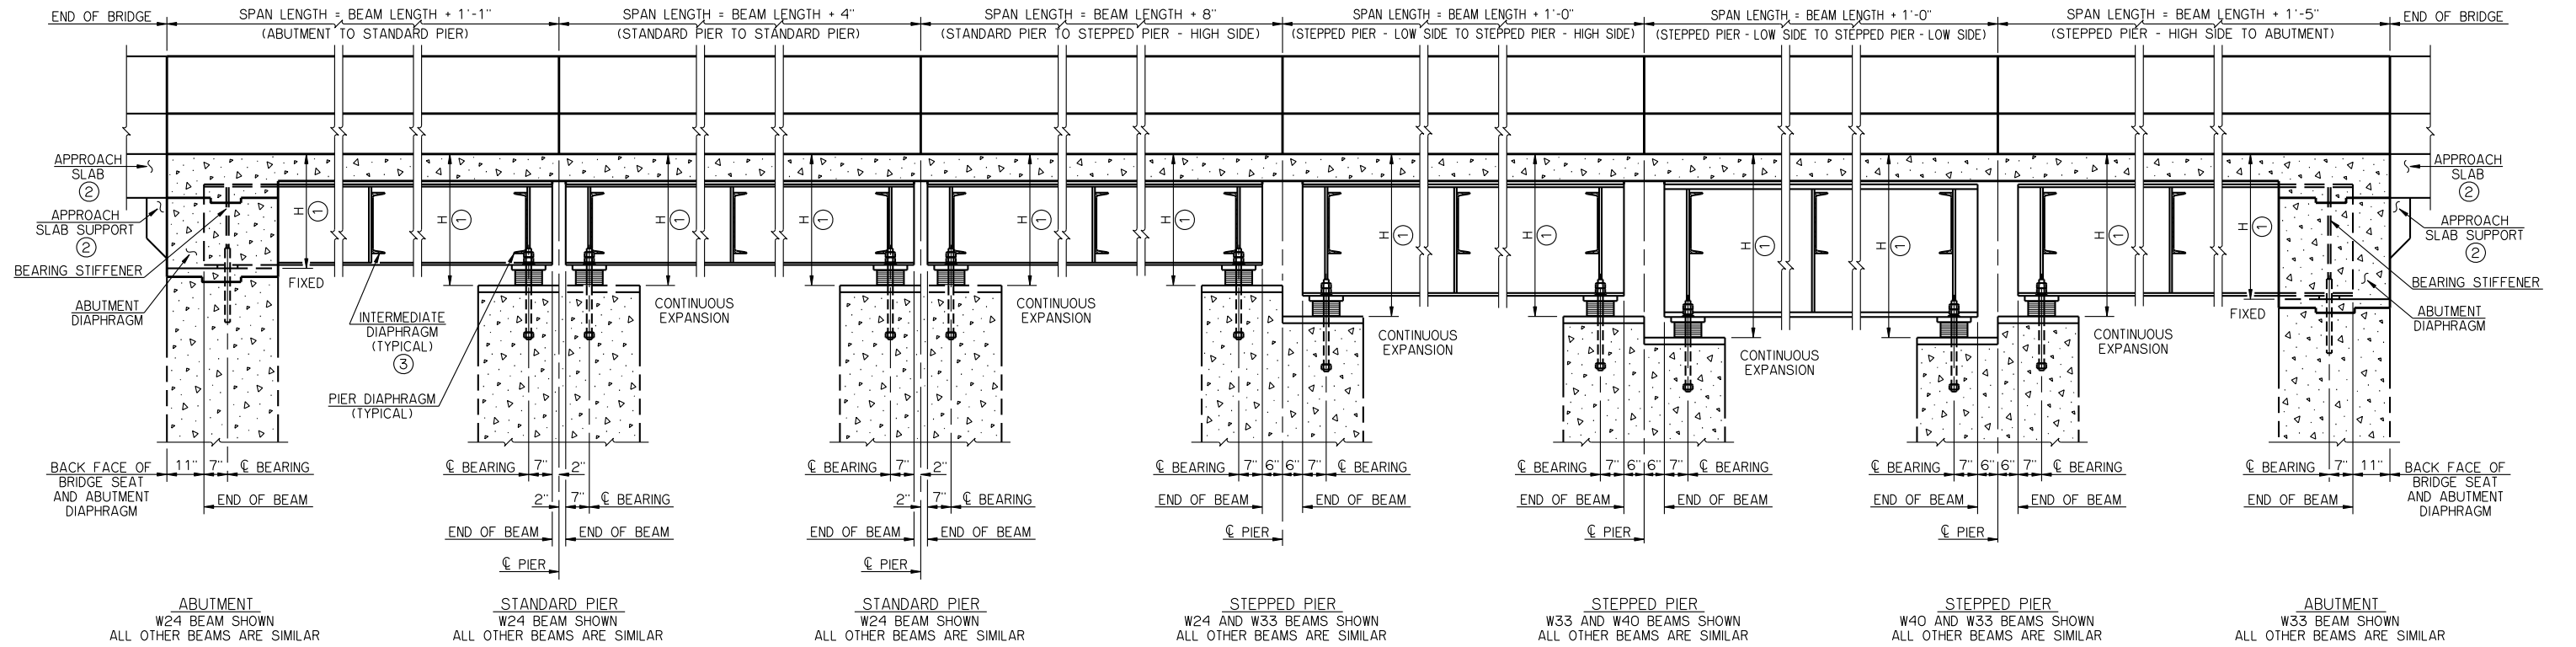 END OF BRIDGE
SPAN LENGTH = BEAM LENGTH + 1'-1"
(ABUTMENT TO STANDARD PIER)
SPAN LENGTH = BEAM LENGTH + 4"
(STANDARD PIER TO STANDARD PIER)
SPAN LENGTH = BEAM LENGTH + 8"
(STANDARD PIER TO STEPPED PIER - HIGH SIDE)
SPAN LENGTH = BEAM LENGTH + 1'-0"
(STEPPED PIER - LOW SIDE TO STEPPED PIER - HIGH SIDE)
SPAN LENGTH = BEAM LENGTH + 1'-0"
(STEPPED PIER - LOW SIDE TO STEPPED PIER - LOW SIDE)
SPAN LENGTH = BEAM LENGTH + 1'-5"
(STEPPED PIER - HIGH SIDE TO ABUTMENT)
END OF BRIDGE
APPROACH
SLAB
2
APPROACH
SLAB SUPPORT
2
BEARING STIFFENER
ABUTMENT
DIAPHRAGM
H 1
FIXED
INTERMEDIATE
DIAPHRAGM
(TYPICAL)
3
PIER DIAPHRAGM
(TYPICAL)
H 1
H 1
CONTINUOUS
EXPANSION
H 1
H 1
CONTINUOUS
EXPANSION
H 1
H 1
CONTINUOUS
EXPANSION
H 1
H 1
CONTINUOUS
EXPANSION
H 1
H 1
CONTINUOUS
EXPANSION
H 1
FIXED
APPROACH
SLAB
2
APPROACH
SLAB SUPPORT
2
BEARING STIFFENER
ABUTMENT
DIAPHRAGM
BACK FACE OF
BRIDGE SEAT
AND ABUTMENT
DIAPHRAGM
11" 7" ℄ BEARING
END OF BEAM
℄ BEARING 7" 2"
2" 7" ℄ BEARING
END OF BEAM END OF BEAM
℄ PIER
℄ BEARING 7" 2"
2" 7" ℄ BEARING
END OF BEAM END OF BEAM
℄ PIER
℄ BEARING 7" 6" 6" 7" ℄ BEARING
END OF BEAM END OF BEAM
℄ PIER
℄ BEARING 7" 6" 6" 7" ℄ BEARING
END OF BEAM END OF BEAM
℄ PIER
℄ BEARING 7" 6" 6" 7" ℄ BEARING
END OF BEAM END OF BEAM
℄ PIER
℄ BEARING 7" 11"
END OF BEAM
BACK FACE OF
BRIDGE SEAT
AND ABUTMENT
DIAPHRAGM
ABUTMENT
W24 BEAM SHOWN
ALL OTHER BEAMS ARE SIMILAR
STANDARD PIER
W24 BEAM SHOWN
ALL OTHER BEAMS ARE SIMILAR
STANDARD PIER
W24 BEAM SHOWN
ALL OTHER BEAMS ARE SIMILAR
STEPPED PIER
W24 AND W33 BEAMS SHOWN
ALL OTHER BEAMS ARE SIMILAR
STEPPED PIER
W33 AND W40 BEAMS SHOWN
ALL OTHER BEAMS ARE SIMILAR
STEPPED PIER
W40 AND W33 BEAMS SHOWN
ALL OTHER BEAMS ARE SIMILAR
ABUTMENT
W33 BEAM SHOWN
ALL OTHER BEAMS ARE SIMILAR